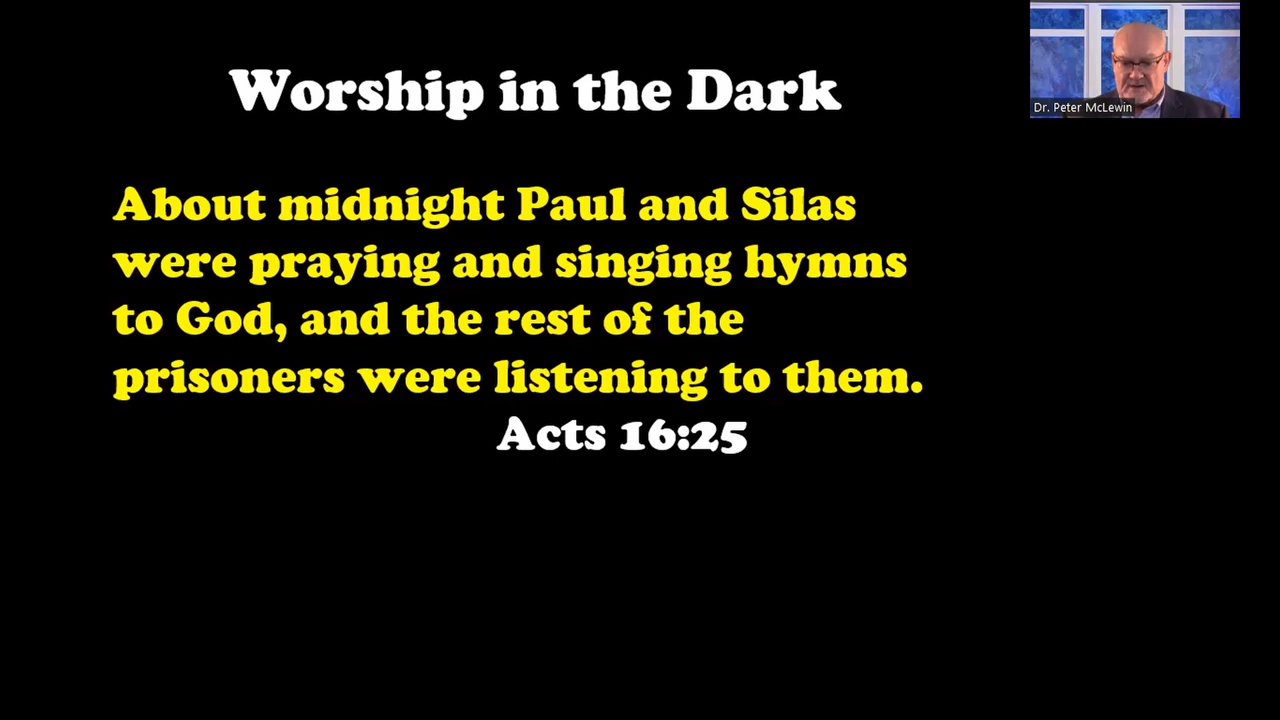 Worship in the Dark
Dr. Peter McLewin
About midnight Paul and Silas
were praying and singing hymns
to God, and the rest of the
prisoners were listening to them.
Acts 16:25